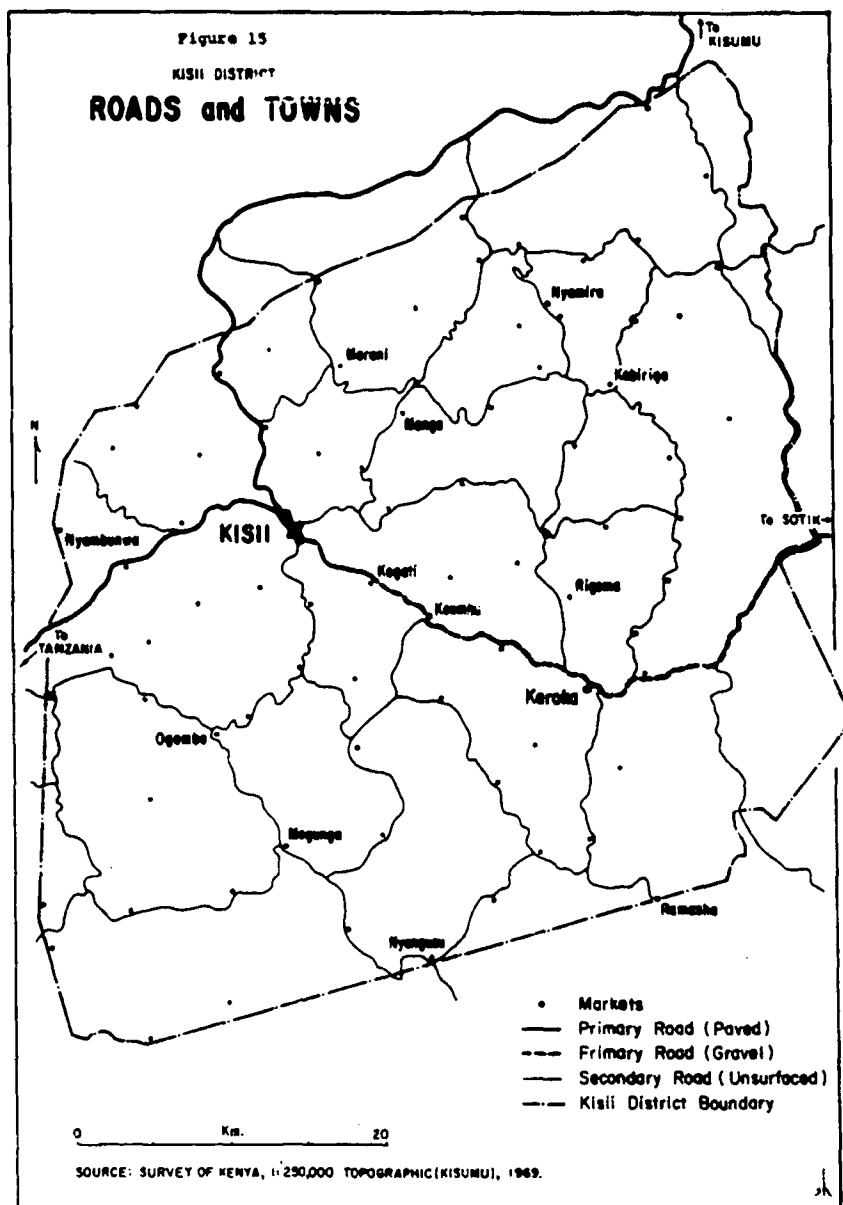 Figure 15
KISII DISTRICT
ROADS and TOWNS
To
KISUMU
Nyamira
Marani
Kebirigo
Manga
N
To SOTIK
Nyambunwa
KISII
Kegati
Rigoma
Keumbu
To
TANZANIA
Keroka
Ogembo
Magunga
Ramasha
Nyangusu
Markets
Primary Road (Paved)
Primary Road (Gravel)
Secondary Road (Unsurfaced)
Kisii District Boundary
0 Km. 20
SOURCE: SURVEY OF KENYA, 1:250,000 TOPOGRAPHIC (KISUMU), 1969.